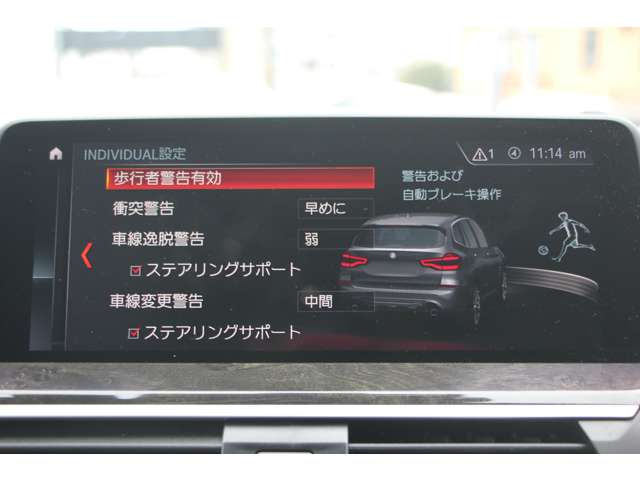 INDIVIDUAL設定
1 11:14 am
歩行者警告有効
警告および
自動ブレーキ操作
衝突警告 早めに
車線逸脱警告 弱
ステアリングサポート
車線変更警告 中間
ステアリングサポート